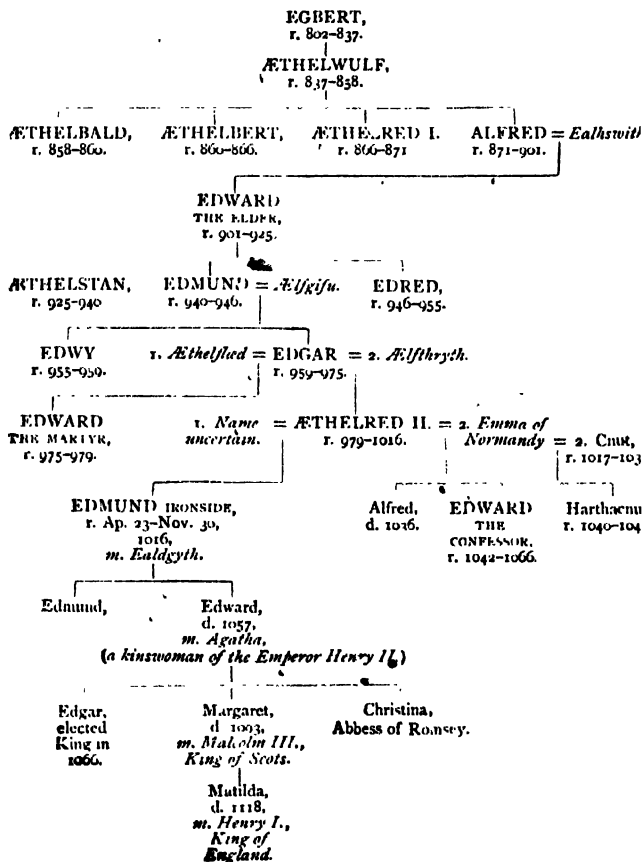 EGBERT,
r. 802–837.
ÆTHELWULF,
r. 837–858.
ÆTHELBALD, ÆTHELBERT, ÆTHELRED I. ALFRED = Ealhswith
r. 858–860. r. 860–866. r. 866–871 r. 871–901.
EDWARD
THE ELDER,
r. 901–925.
ÆTHELSTAN, EDMUND = Ælfgifu. EDRED,
r. 925–940 r. 940–946. r. 946–955.
EDWY 1. Æthelflæd = EDGAR = 2. Ælfthryth.
r. 955–959. r. 959–975.
EDWARD 1. Name = ÆTHELRED II. = 2. Emma of
THE MARTYR, uncertain. r. 979–1016. Normandy = 2. Cnut,
r. 975–979. r. 1017–103
EDMUND IRONSIDE, Alfred, EDWARD Harthacnu
r. Ap. 23–Nov. 30, d. 1036. THE r. 1040–104
1016, CONFESSOR,
m. Ealdgyth. r. 1042–1066.
Edmund, Edward,
d. 1057,
m. Agatha,
(a kinswoman of the Emperor Henry II.)
Edgar, Margaret, Christina,
elected d. 1093, Abbess of Romsey.
King in m. Malcolm III.,
1066. King of Scots.
Matilda,
d. 1118,
m. Henry I.,
King of
England.